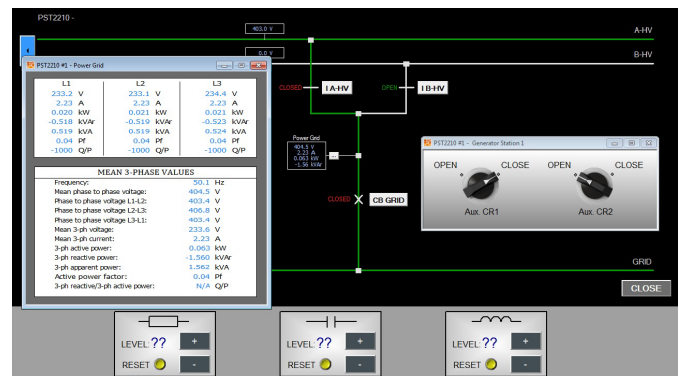 PST2210 -
403.0 V
A-HV
0.0 V
B-HV
PST2210 #1 - Power Grid
L1 L2 L3
233.2 V 233.1 V 234.4 V
2.23 A 2.23 A 2.23 A
0.020 kW 0.021 kW 0.021 kW
-0.518 kVAr -0.519 kVAr -0.523 kVAr
0.519 kVA 0.519 kVA 0.524 kVA
0.04 Pf 0.04 Pf 0.04 Pf
-1000 Q/P -1000 Q/P -1000 Q/P
MEAN 3-PHASE VALUES
Frequency: 50.1 Hz
Mean phase to phase voltage: 404.5 V
Phase to phase voltage L1-L2: 403.4 V
Phase to phase voltage L2-L3: 406.8 V
Phase to phase voltage L3-L1: 403.4 V
Mean 3-ph voltage: 233.6 V
Mean 3-ph current: 2.23 A
3-ph active power: 0.063 kW
3-ph reactive power: -1.560 kVAr
3-ph apparent power: 1.562 kVA
Active power factor: 0.04 Pf
3-ph reactive/3-ph active power: N/A Q/P
CLOSED I A-HV OPEN I B-HV
Power Grid
404.5 V
2.23 A
0.063 kW
-1.56 kVAr
...
CLOSED CB GRID
PST2210 #1 - Generator Station 1
OPEN CLOSE OPEN CLOSE
Aux. CR1 Aux. CR2
GRID
CLOSE
LEVEL: ?? + LEVEL: ?? + LEVEL: ?? +
RESET - RESET - RESET -